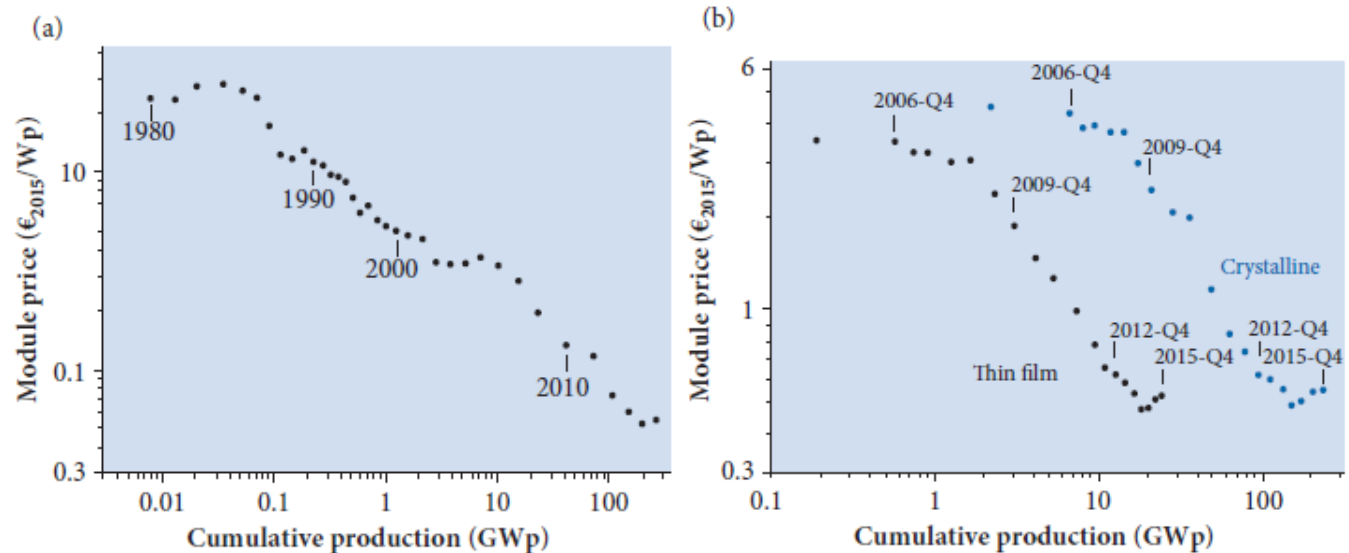 (a)
Module price (€2015/Wp)
10
0.1
0.3
1980
1990
2000
2010
0.01
0.1
1
10
100
Cumulative production (GWp)
(b)
Module price (€2015/Wp)
6
1
0.3
2006-Q4
2006-Q4
2009-Q4
2009-Q4
Crystalline
2012-Q4
2012-Q4
2015-Q4
2015-Q4
Thin film
0.1
1
10
100
Cumulative production (GWp)